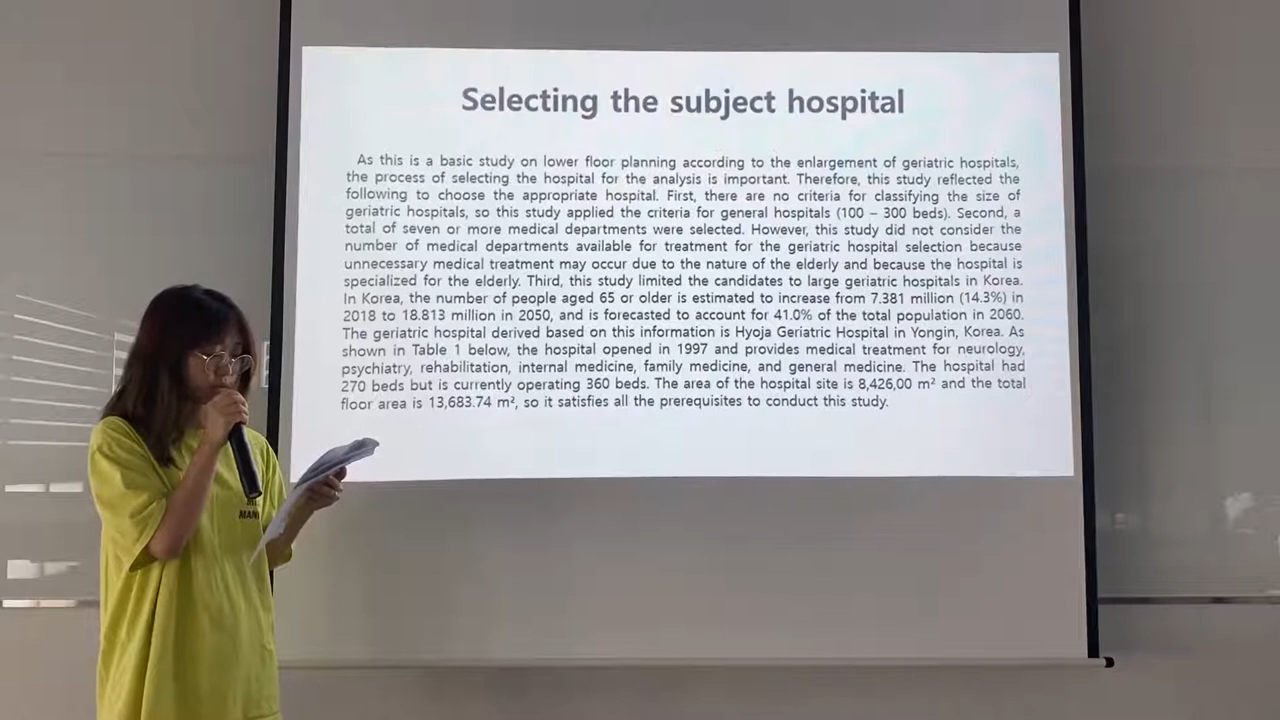 Selecting the subject hospital
As this is a basic study on lower floor planning according to the enlargement of geriatric hospitals,
the process of selecting the hospital for the analysis is important. Therefore, this study reflected the
following to choose the appropriate hospital. First, there are no criteria for classifying the size of
geriatric hospitals, so this study applied the criteria for general hospitals (100 – 300 beds). Second, a
total of seven or more medical departments were selected. However, this study did not consider the
number of medical departments available for treatment for the geriatric hospital selection because
unnecessary medical treatment may occur due to the nature of the elderly and because the hospital is
specialized for the elderly. Third, this study limited the candidates to large geriatric hospitals in Korea.
In Korea, the number of people aged 65 or older is estimated to increase from 7.381 million (14.3%) in
2018 to 18.813 million in 2050, and is forecasted to account for 41.0% of the total population in 2060.
The geriatric hospital derived based on this information is Hyoja Geriatric Hospital in Yongin, Korea. As
shown in Table 1 below, the hospital opened in 1997 and provides medical treatment for neurology,
psychiatry, rehabilitation, internal medicine, family medicine, and general medicine. The hospital had
270 beds but is currently operating 360 beds. The area of the hospital site is 8,426,00 m² and the total
floor area is 13,683.74 m², so it satisfies all the prerequisites to conduct this study.